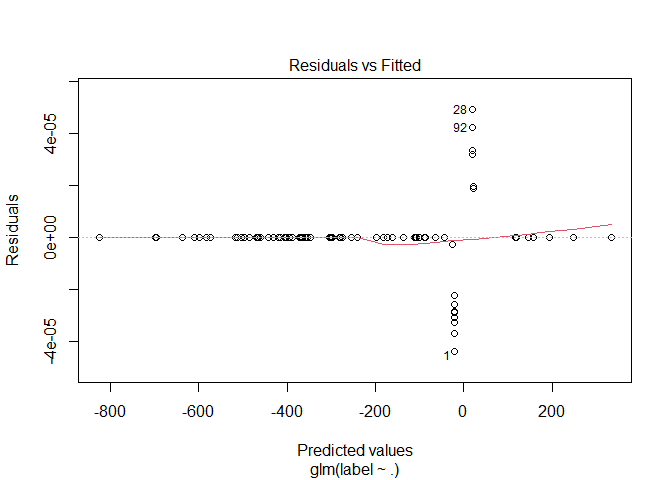 Residuals vs Fitted
Residuals
4e-05
0e+00
-4e-05
28
92
1
-800
-600
-400
-200
0
200
Predicted values
glm(label ~ .)